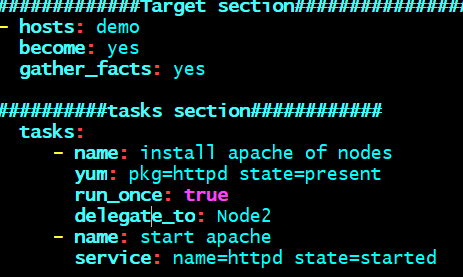 #############Target section################
- hosts: demo
become: yes
gather_facts: yes
##########tasks section############
tasks:
- name: install apache of nodes
yum: pkg=httpd state=present
run_once: true
delegate_to: Node2
- name: start apache
service: name=httpd state=started